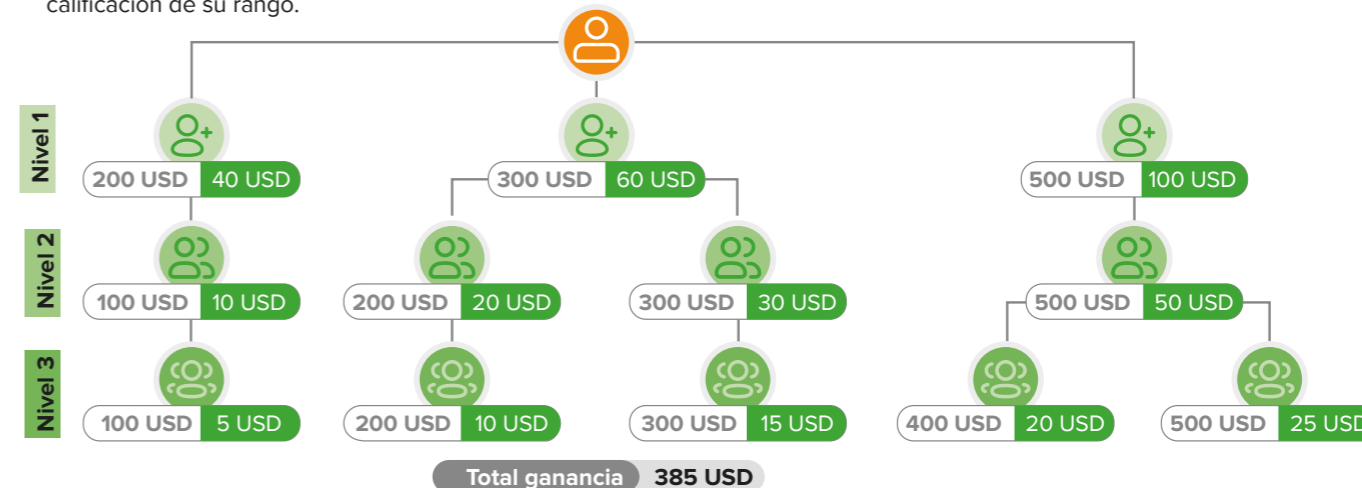 calificación de su rango.
Nivel 1
200 USD 40 USD
300 USD 60 USD
500 USD 100 USD
Nivel 2
100 USD 10 USD
200 USD 20 USD
300 USD 30 USD
500 USD 50 USD
Nivel 3
100 USD 5 USD
200 USD 10 USD
300 USD 15 USD
400 USD 20 USD
500 USD 25 USD
Total ganancia 385 USD